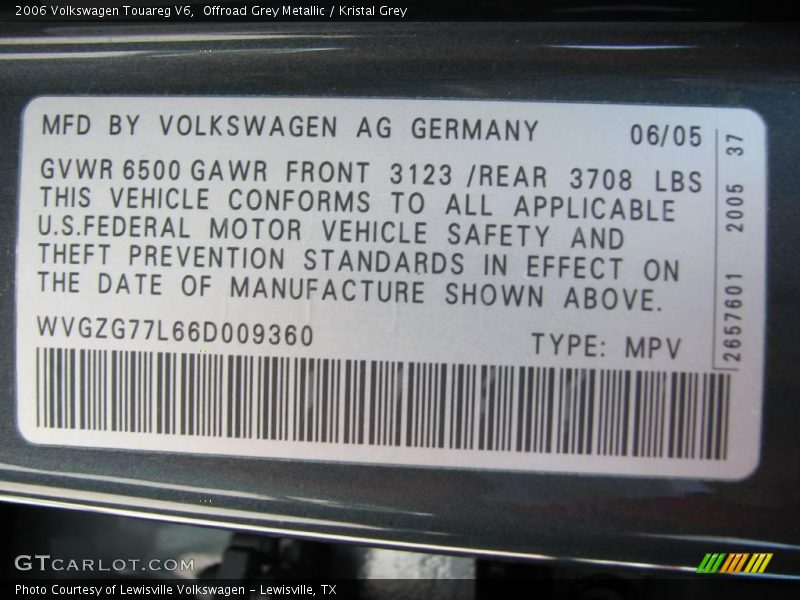 2006 Volkswagen Touareg V6,  Offroad Grey Metallic / Kristal Grey
MFD BY VOLKSWAGEN AG GERMANY 06/05
GVWR 6500 GAWR FRONT 3123 /REAR 3708 LBS
THIS VEHICLE CONFORMS TO ALL APPLICABLE
U.S.FEDERAL MOTOR VEHICLE SAFETY AND
THEFT PREVENTION STANDARDS IN EFFECT ON
THE DATE OF MANUFACTURE SHOWN ABOVE.
WVGZG77L66D009360 TYPE: MPV
2657601 2005 37
GTCARLOT.COM
Photo Courtesy of Lewisville Volkswagen - Lewisville, TX